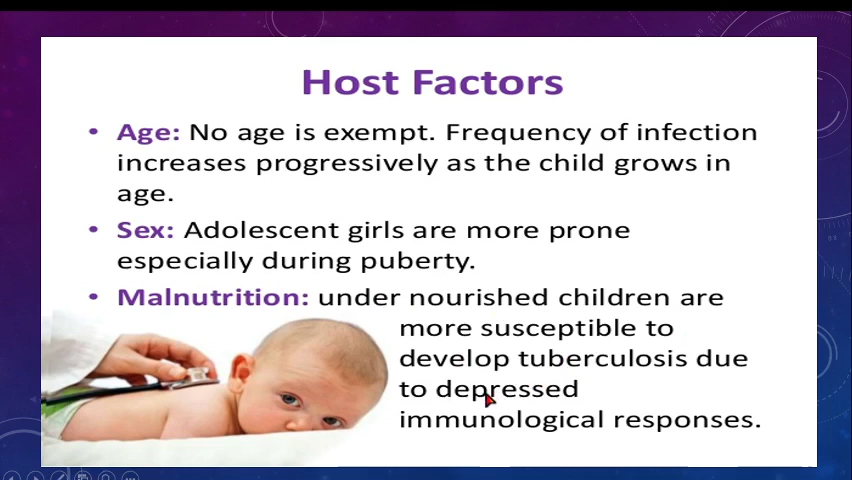 Host Factors
• Age: No age is exempt. Frequency of infection
increases progressively as the child grows in
age.
• Sex: Adolescent girls are more prone
especially during puberty.
• Malnutrition: under nourished children are
more susceptible to
develop tuberculosis due
to depressed
immunological responses.